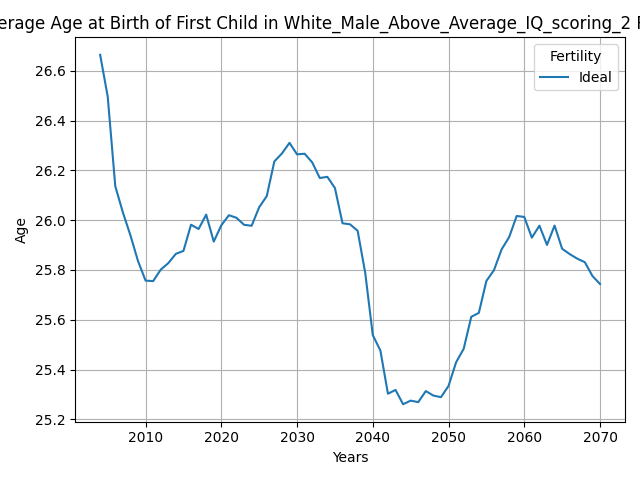 erage Age at Birth of First Child in White_Male_Above_Average_IQ_scoring_2
Fertility
Ideal
26.6
26.4
26.2
26.0
25.8
25.6
25.4
25.2
Age
2010 2020 2030 2040 2050 2060 2070
Years